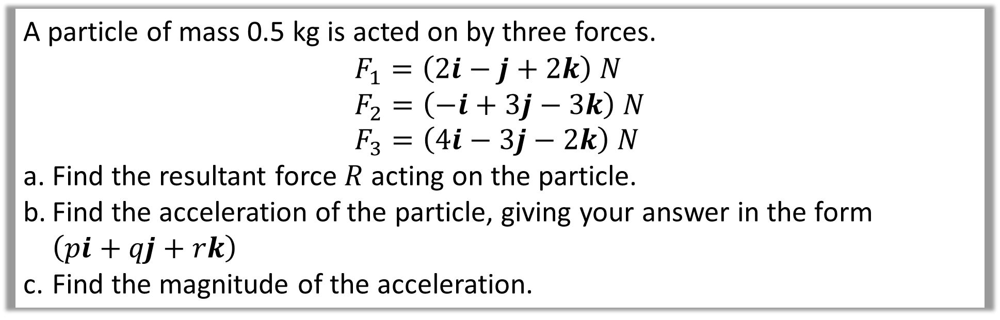 A particle of mass 0.5 kg is acted on by three forces.
F₁ = (2i − j + 2k) N
F₂ = (−i + 3j − 3k) N
F₃ = (4i − 3j − 2k) N
a. Find the resultant force R acting on the particle.
b. Find the acceleration of the particle, giving your answer in the form
(pi + qj + rk)
c. Find the magnitude of the acceleration.